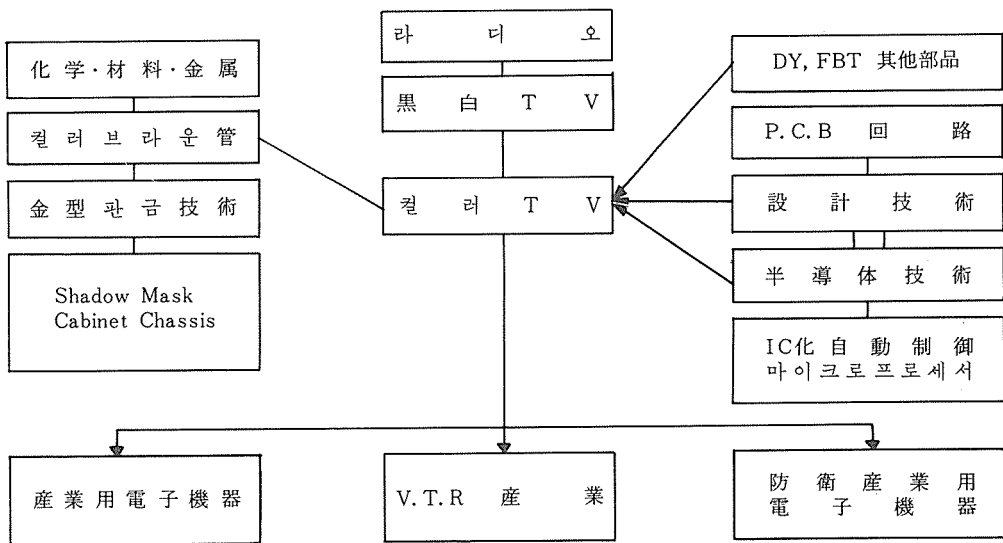 라디오
化学·材料·金属
DY, FBT 其他部品
黒白TV
컬러브라운管
P.C.B 回路
컬러TV
金型판금技術
設計技術
半導体技術
Shadow Mask
Cabinet Chassis
IC化自動制御
마이크로프로세서
産業用電子機器
V.T.R 産業
防衛産業用
電子機器